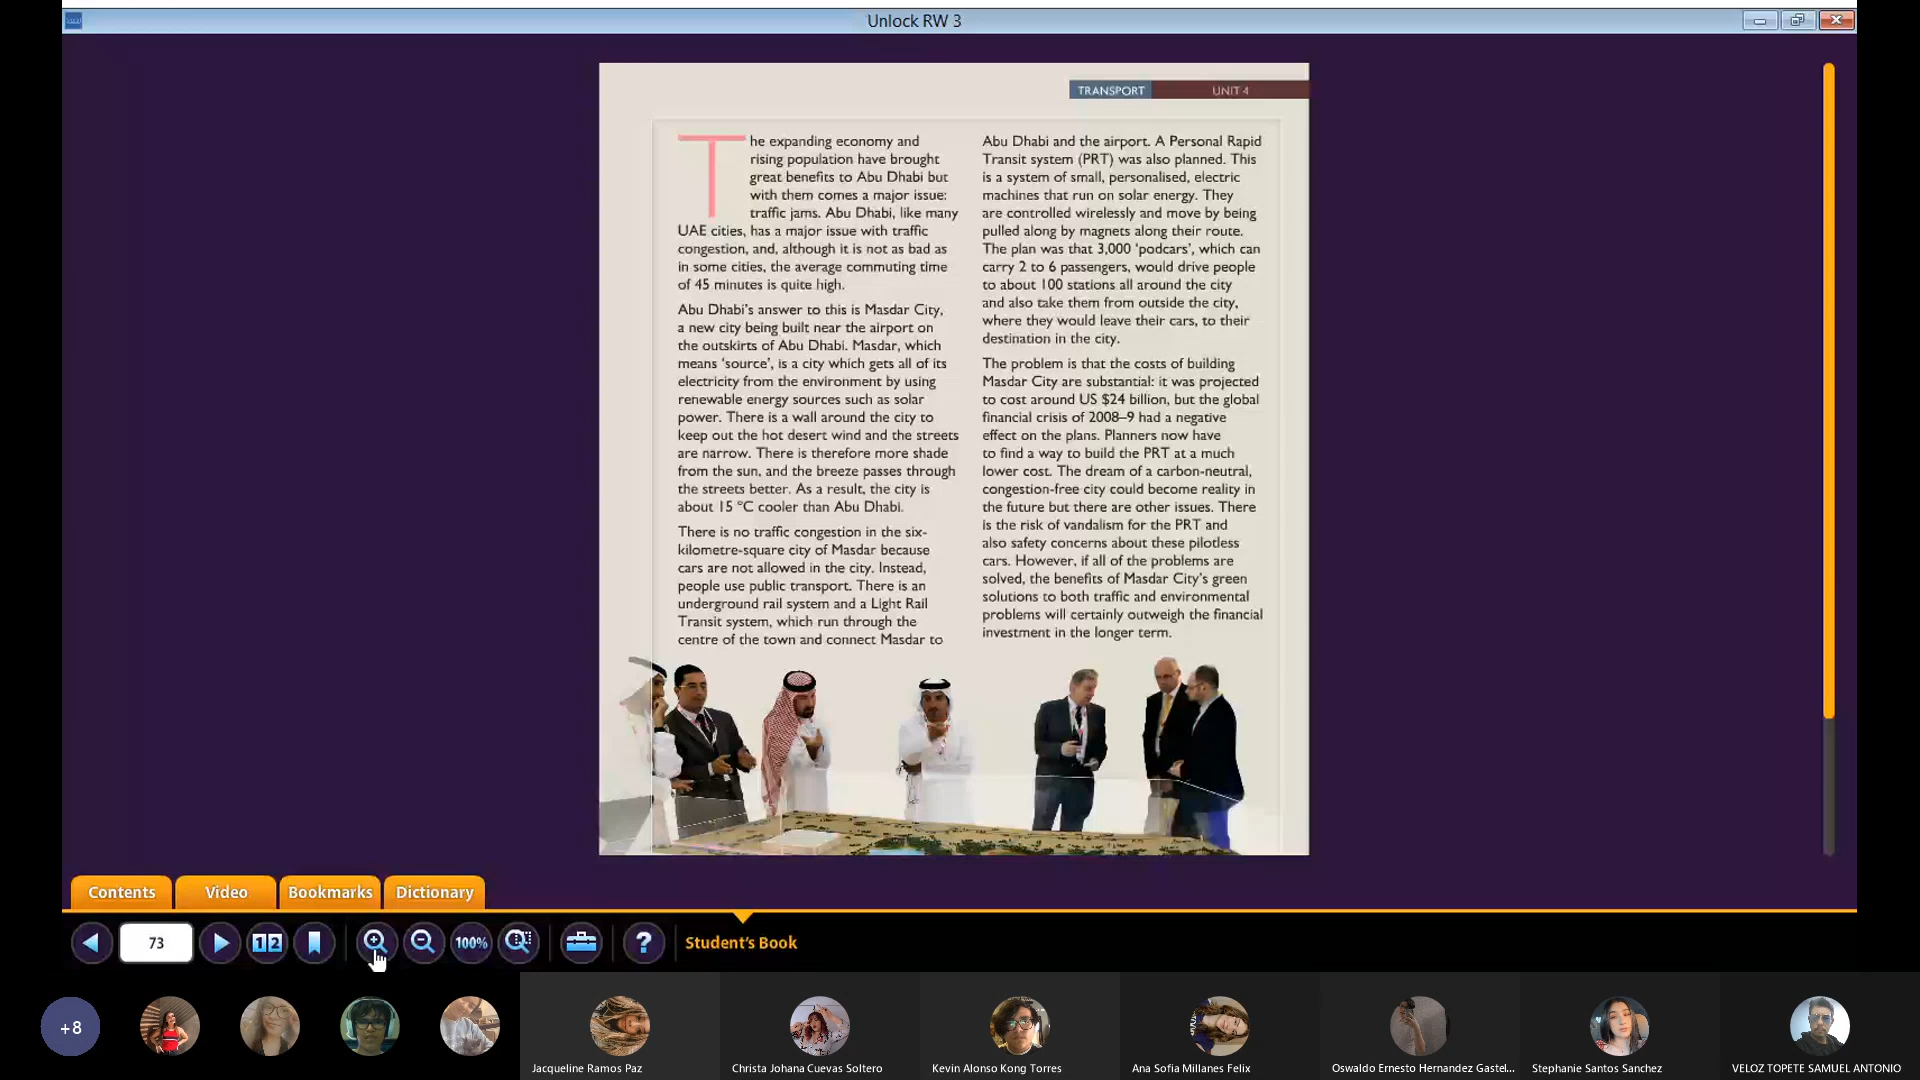 Unlock RW 3
TRANSPORT UNIT 4
The expanding economy and
rising population have brought
great benefits to Abu Dhabi but
with them comes a major issue:
traffic jams. Abu Dhabi, like many
UAE cities, has a major issue with traffic
congestion, and, although it is not as bad as
in some cities, the average commuting time
of 45 minutes is quite high.
Abu Dhabi's answer to this is Masdar City,
a new city being built near the airport on
the outskirts of Abu Dhabi. Masdar, which
means ‘source’, is a city which gets all of its
electricity from the environment by using
renewable energy sources such as solar
power. There is a wall around the city to
keep out the hot desert wind and the streets
are narrow. There is therefore more shade
from the sun, and the breeze passes through
the streets better. As a result, the city is
about 15 °C cooler than Abu Dhabi.
There is no traffic congestion in the six-
kilometre-square city of Masdar because
cars are not allowed in the city. Instead,
people use public transport. There is an
underground rail system and a Light Rail
Transit system, which run through the
centre of the town and connect Masdar to
Abu Dhabi and the airport. A Personal Rapid
Transit system (PRT) was also planned. This
is a system of small, personalised, electric
machines that run on solar energy. They
are controlled wirelessly and move by being
pulled along by magnets along their route.
The plan was that 3,000 ‘podcars’, which can
carry 2 to 6 passengers, would drive people
to about 100 stations all around the city
and also take them from outside the city,
where they would leave their cars, to their
destination in the city.
The problem is that the costs of building
Masdar City are substantial: it was projected
to cost around US $24 billion, but the global
financial crisis of 2008–9 had a negative
effect on the plans. Planners now have
to find a way to build the PRT at a much
lower cost. The dream of a carbon-neutral,
congestion-free city could become reality in
the future but there are other issues. There
is the risk of vandalism for the PRT and
also safety concerns about these pilotless
cars. However, if all of the problems are
solved, the benefits of Masdar City's green
solutions to both traffic and environmental
problems will certainly outweigh the financial
investment in the longer term.
Contents Video Bookmarks Dictionary
73 1 2 100% ? Student's Book
+8
Jacqueline Ramos Paz Christa Johana Cuevas Soltero Kevin Alonso Kong Torres Ana Sofia Millanes Felix Oswaldo Ernesto Hernandez Gastel... Stephanie Santos Sanchez VELOZ TOPETE SAMUEL ANTONIO